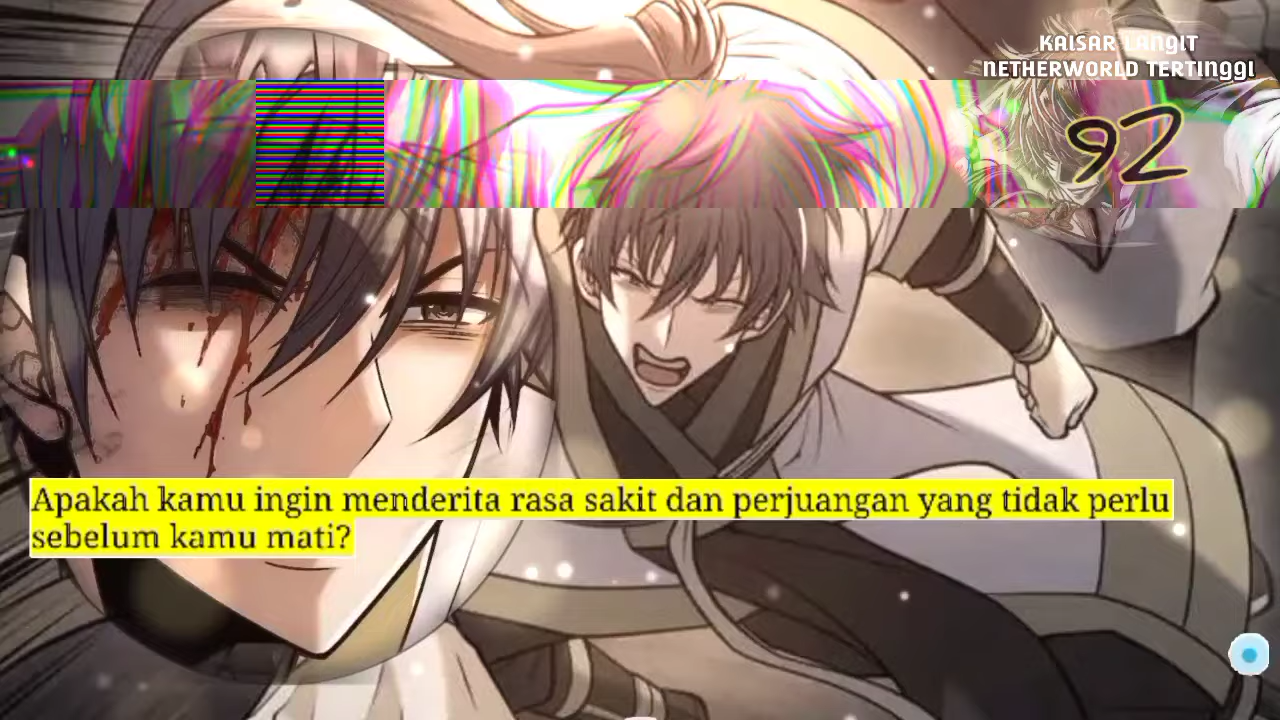 KAISAR LANGIT
NETHERWORLD TERTINGGI
92
Apakah kamu ingin menderita rasa sakit dan perjuangan yang tidak perlu
sebelum kamu mati?